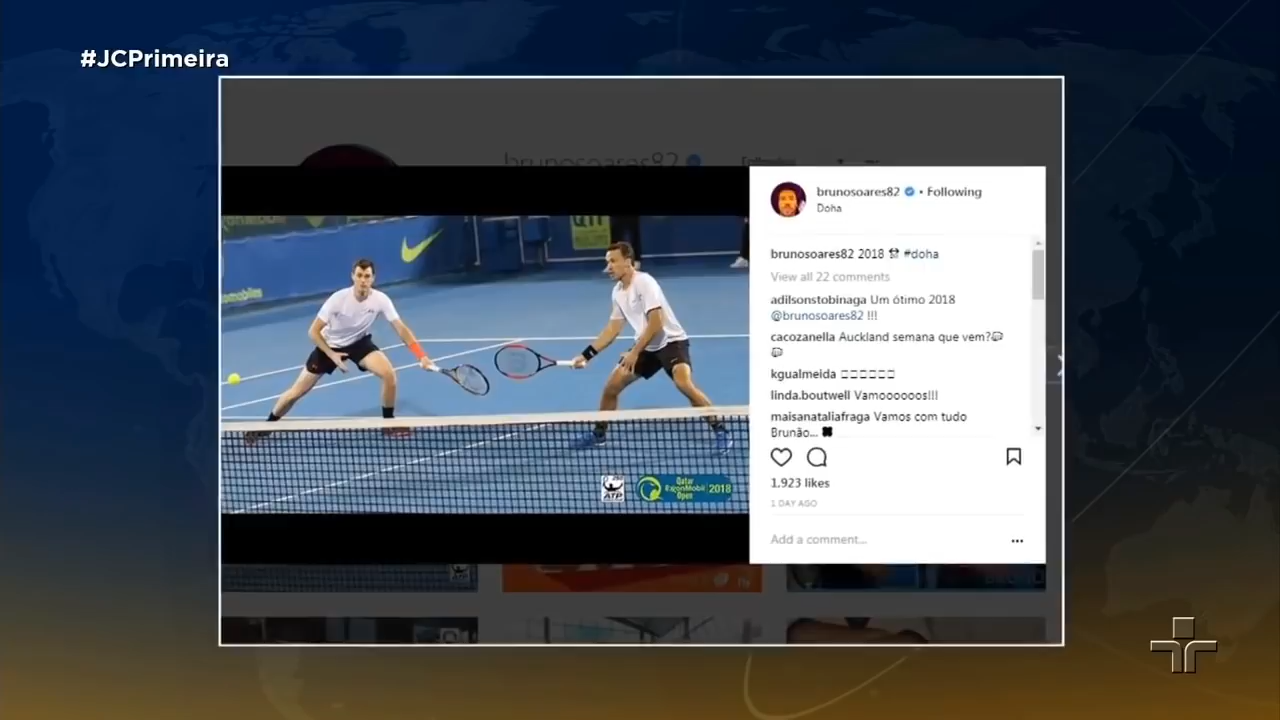 #JCPrimeira
brunosoares82
brunosoares82 • Following
Doha
brunosoares82 2018 #doha
View all 22 comments
adilsonstobinaga Um ótimo 2018
@brunosoares82 !!!
cacozanella Auckland semana que vem?
kgualmeida
linda.boutwell Vamoooooos!!!
maisanataliafraga Vamos com tudo
Brunão...
1,923 likes
1 DAY AGO
Add a comment...
ATP
Qatar
ExxonMobil
Open
2018